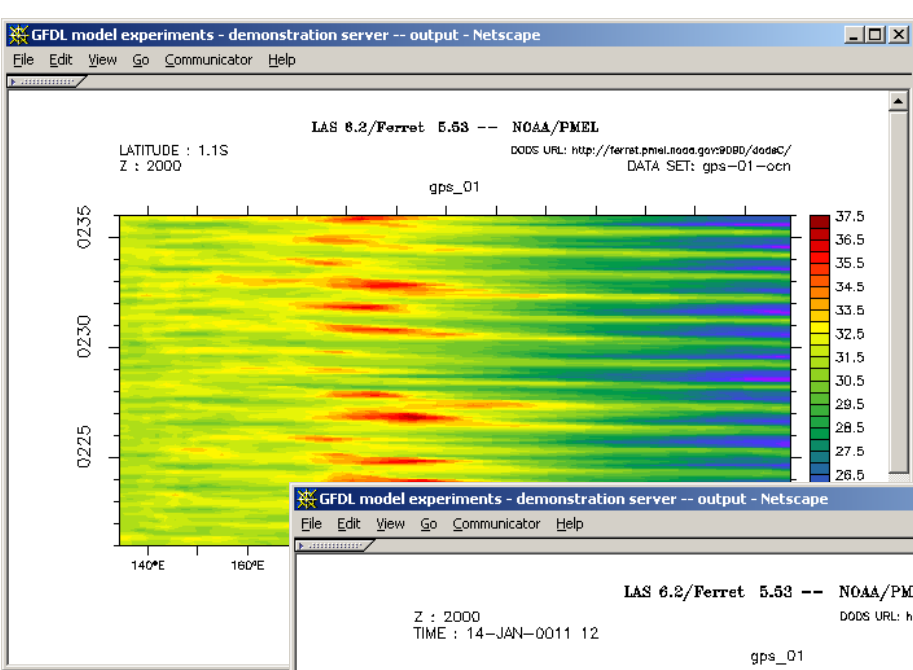 GFDL model experiments - demonstration server -- output - Netscape
File Edit View Go Communicator Help
LAS 6.2/Ferret 5.53 -- NOAA/PMEL
LATITUDE : 1.1S
DODS URL: http://ferret.pmel.noaa.gov:9090/dodsC/
Z : 2000
DATA SET: gps-01-ocn
gps_01
0235
0230
0225
37.5
36.5
35.5
34.5
33.5
32.5
31.5
30.5
29.5
28.5
27.5
26.5
140°E 160°E
GFDL model experiments - demonstration server -- output - Netscape
File Edit View Go Communicator Help
LAS 6.2/Ferret 5.53 -- NOAA/PM
Z : 2000
DODS URL: h
TIME : 14-JAN-0011 12
gps_01